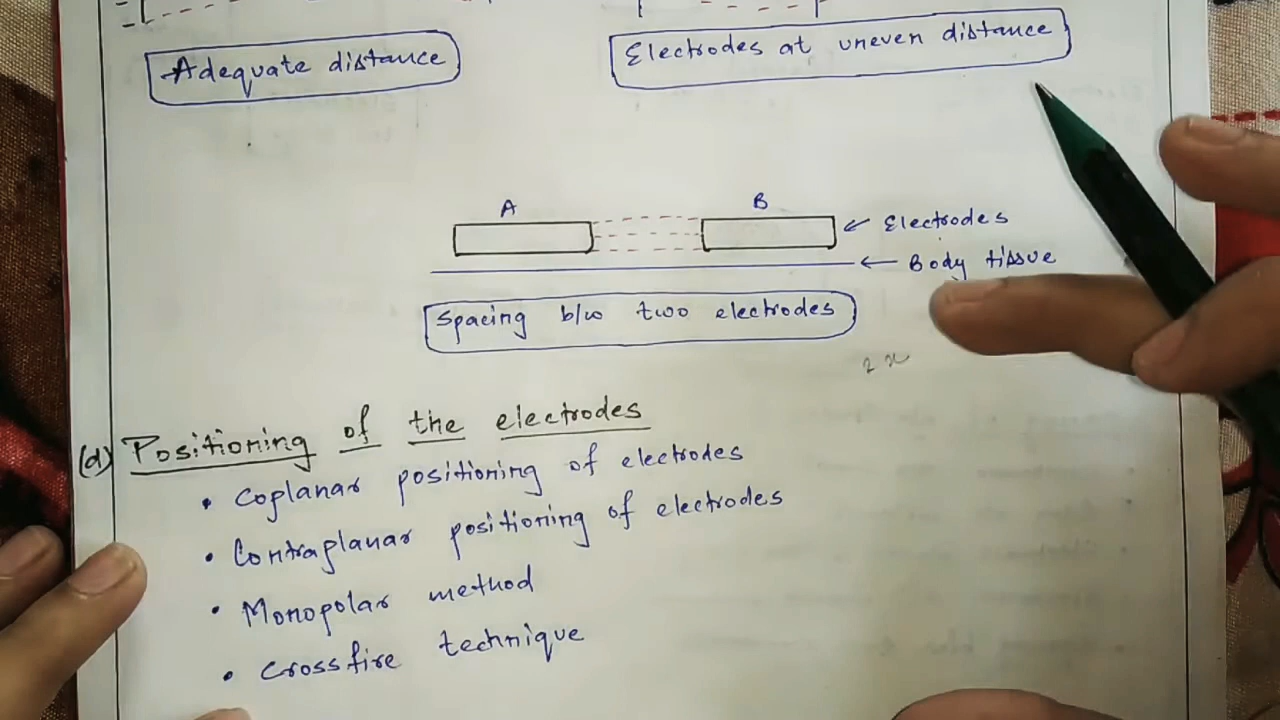 Adequate distance
Electrodes at uneven distance
A
B
Electrodes
Body tissue
Spacing b/w two electrodes
2x
(d) Positioning of the electrodes
• Coplanar positioning of electrodes
• Contraplanar positioning of electrodes
• Monopolar method
• Crossfire technique